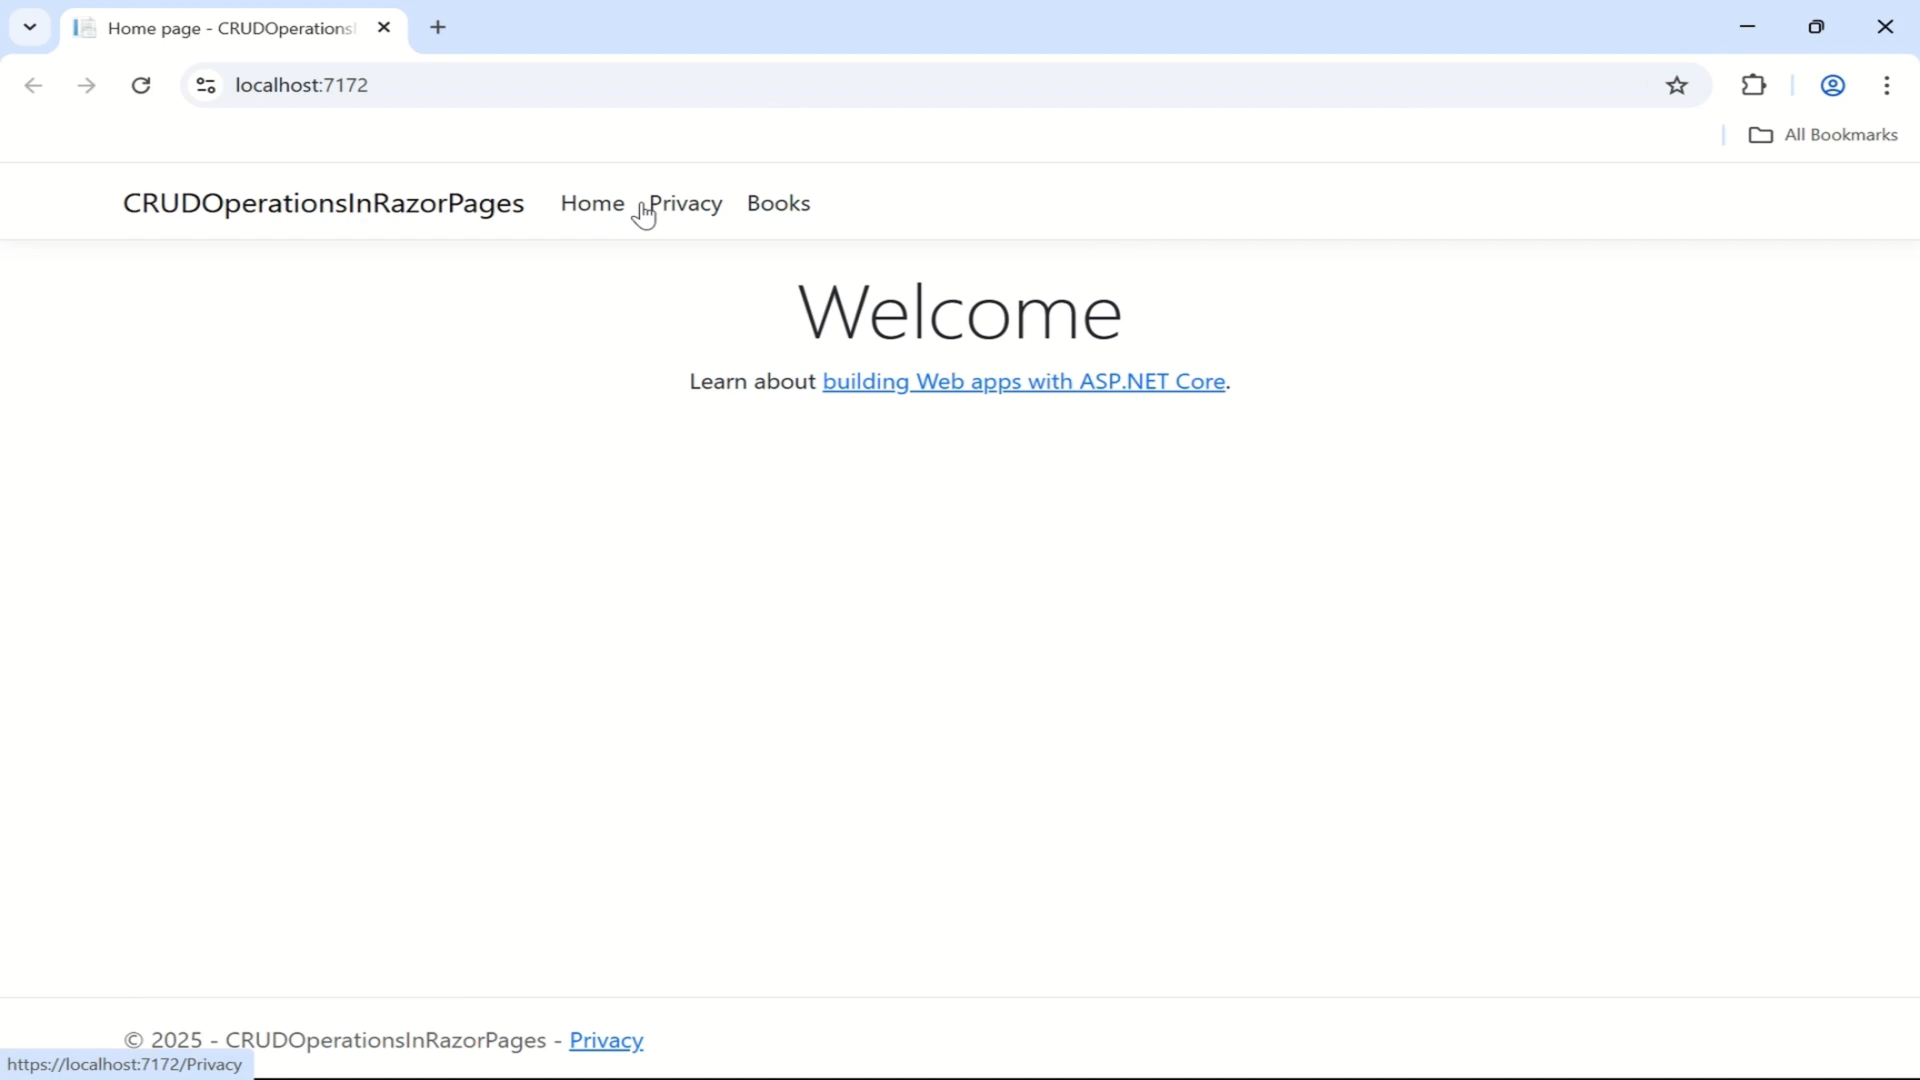 Home page - CRUDOperations
localhost:7172
All Bookmarks
CRUDOperationsInRazorPages Home Privacy Books
Welcome
Learn about building Web apps with ASP.NET Core.
© 2025 - CRUDOperationsInRazorPages - Privacy
https://localhost:7172/Privacy